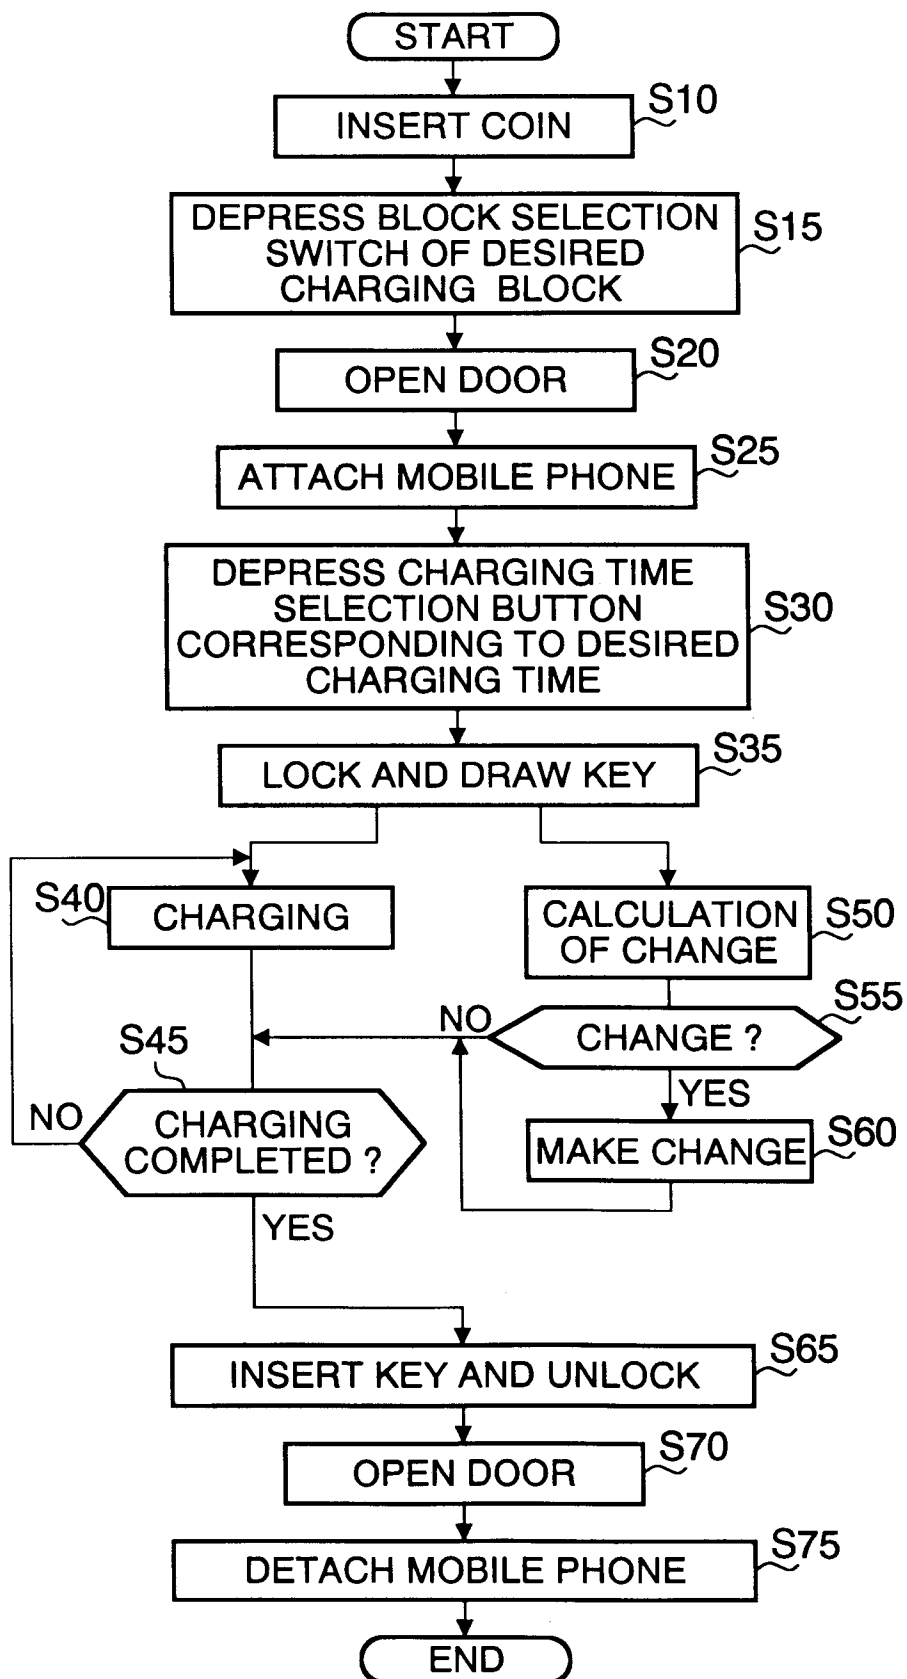 START
S10
INSERT COIN
S15
DEPRESS BLOCK SELECTION
SWITCH OF DESIRED
CHARGING BLOCK
S20
OPEN DOOR
S25
ATTACH MOBILE PHONE
S30
DEPRESS CHARGING TIME
SELECTION BUTTON
CORRESPONDING TO DESIRED
CHARGING TIME
S35
LOCK AND DRAW KEY
S40
CHARGING
S50
CALCULATION
OF CHANGE
S55
CHANGE ?
NO
YES
S45
CHARGING
COMPLETED ?
NO
YES
S60
MAKE CHANGE
S65
INSERT KEY AND UNLOCK
S70
OPEN DOOR
S75
DETACH MOBILE PHONE
END